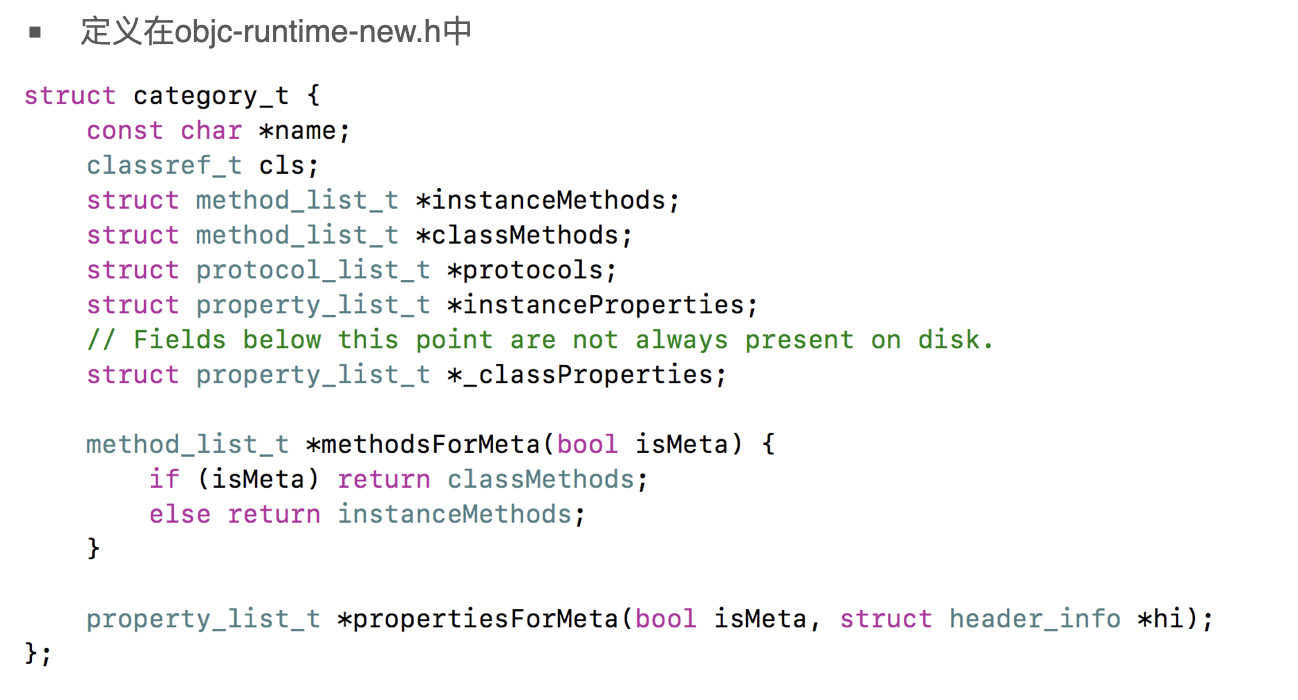 ▪ 定义在objc-runtime-new.h中
struct category_t {
    const char *name;
    classref_t cls;
    struct method_list_t *instanceMethods;
    struct method_list_t *classMethods;
    struct protocol_list_t *protocols;
    struct property_list_t *instanceProperties;
    // Fields below this point are not always present on disk.
    struct property_list_t *_classProperties;
    method_list_t *methodsForMeta(bool isMeta) {
        if (isMeta) return classMethods;
        else return instanceMethods;
    }
    property_list_t *propertiesForMeta(bool isMeta, struct header_info *hi);
};